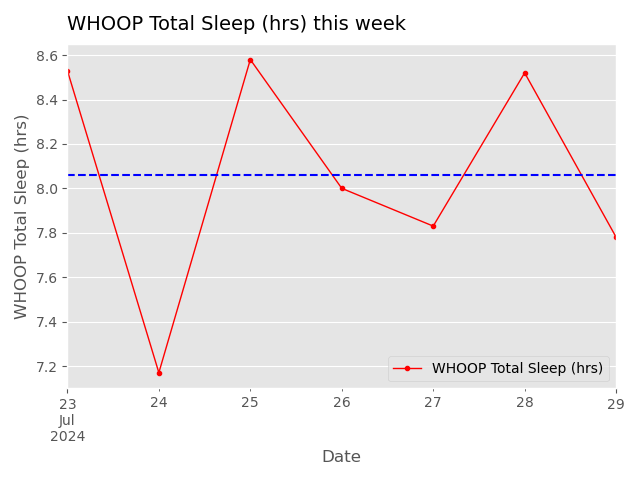 WHOOP Total Sleep (hrs) this week
WHOOP Total Sleep (hrs)
8.6
8.4
8.2
8.0
7.8
7.6
7.4
7.2
WHOOP Total Sleep (hrs)
23 24 25 26 27 28 29
Jul
2024
Date